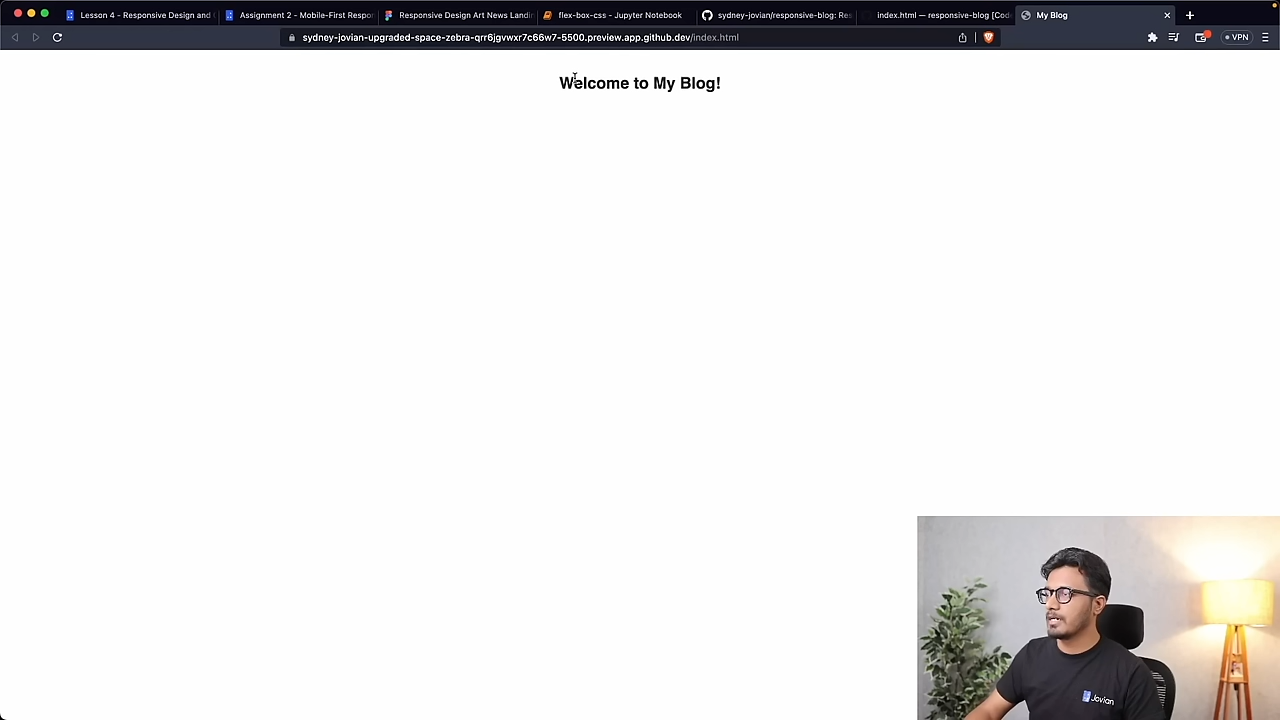 Lesson 4 - Responsive Design and
Assignment 2 - Mobile-First Respo
Responsive Design Art News Landi
flex-box-css - Jupyter Notebook
sydney-jovian/responsive-blog: Res
index.html — responsive-blog [Cod
My Blog
sydney-jovian-upgraded-space-zebra-qrr6jgvwxr7c66w7-5500.preview.app.github.dev/index.html
VPN
Welcome to My Blog!
Jovian